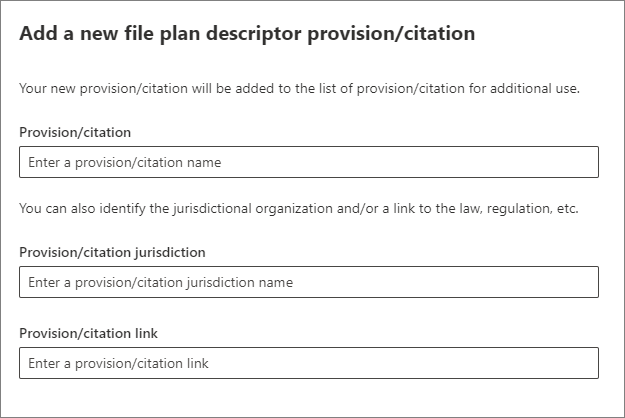 Add a new file plan descriptor provision/citation
Your new provision/citation will be added to the list of provision/citation for additional use.
Provision/citation
Enter a provision/citation name
You can also identify the jurisdictional organization and/or a link to the law, regulation, etc.
Provision/citation jurisdiction
Enter a provision/citation jurisdiction name
Provision/citation link
Enter a provision/citation link